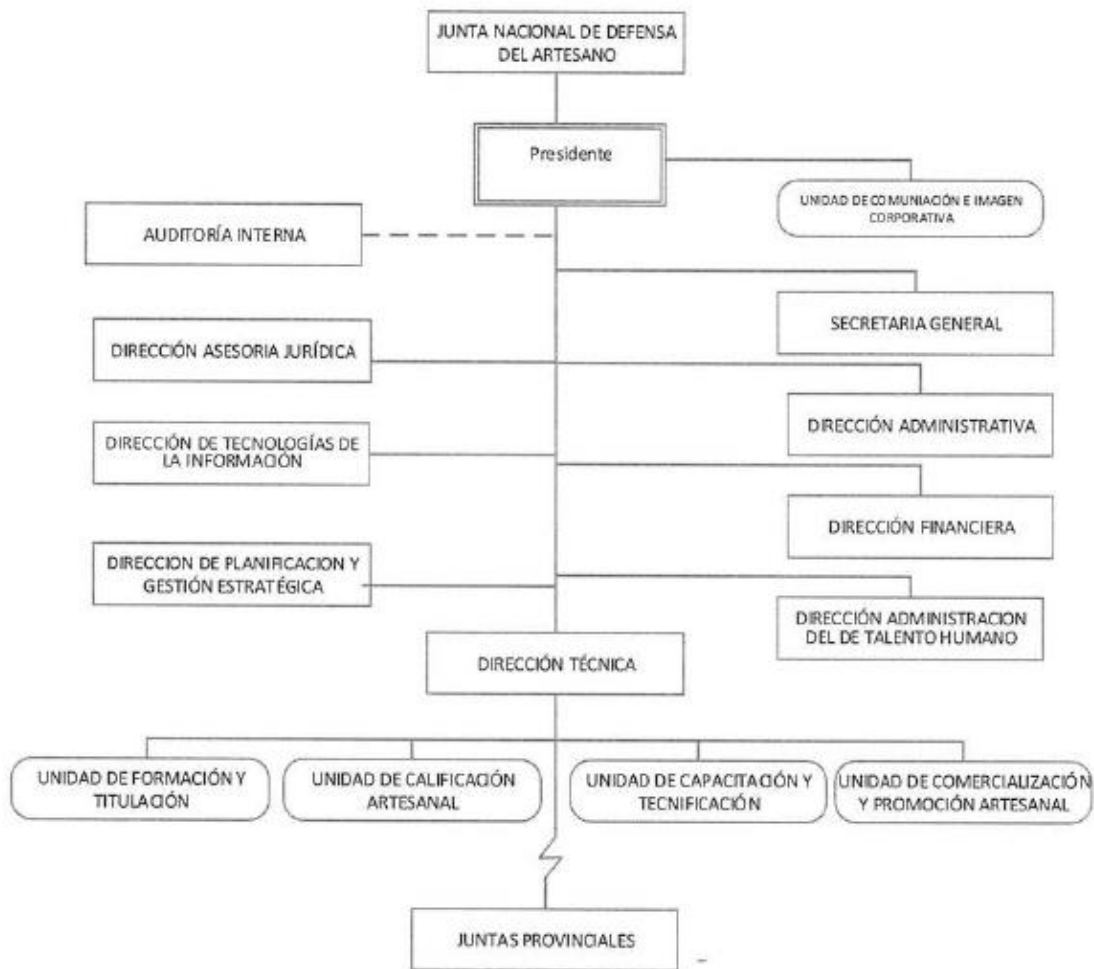 JUNTA NACIONAL DE DEFENSA
DEL ARTESANO
Presidente
UNIDAD DE COMUNIACIÓN E IMAGEN
CORPORATIVA
AUDITORÍA INTERNA
SECRETARIA GENERAL
DIRECCIÓN ASESORIA JURÍDICA
DIRECCIÓN ADMINISTRATIVA
DIRECCIÓN DE TECNOLOGÍAS DE
LA INFORMACIÓN
DIRECCIÓN FINANCIERA
DIRECCION DE PLANIFICACION Y
GESTIÓN ESTRATÉGICA
DIRECCIÓN ADMINISTRACION
DEL DE TALENTO HUMANO
DIRECCIÓN TÉCNICA
UNIDAD DE FORMACIÓN Y
TITULACIÓN
UNIDAD DE CALIFICACIÓN
ARTESANAL
UNIDAD DE CAPACITACIÓN Y
TECNIFICACIÓN
UNIDAD DE COMERCIALIZACIÓN
Y PROMOCIÓN ARTESANAL
JUNTAS PROVINCIALES